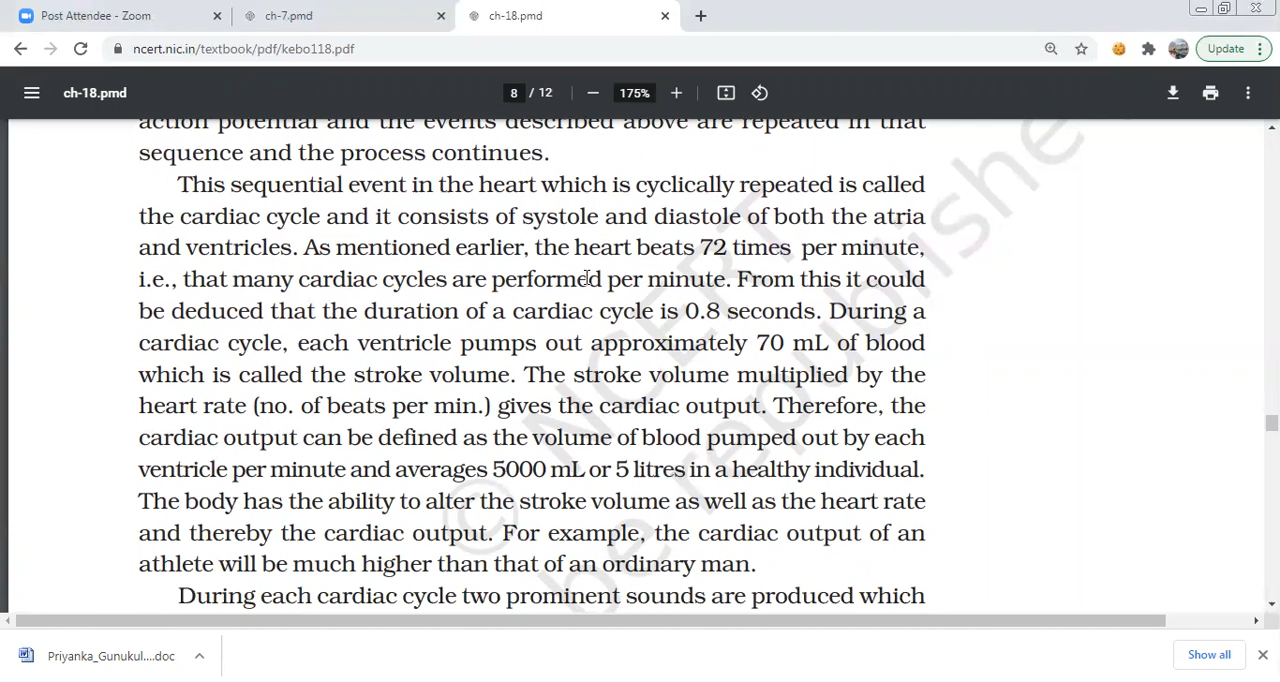 Post Attendee - Zoom
ch-7.pmd
ch-18.pmd
ncert.nic.in/textbook/pdf/kebo118.pdf
Update
ch-18.pmd
8 / 12
175%
action potential and the events described above are repeated in that
sequence and the process continues.
This sequential event in the heart which is cyclically repeated is called
the cardiac cycle and it consists of systole and diastole of both the atria
and ventricles. As mentioned earlier, the heart beats 72 times per minute,
i.e., that many cardiac cycles are performed per minute. From this it could
be deduced that the duration of a cardiac cycle is 0.8 seconds. During a
cardiac cycle, each ventricle pumps out approximately 70 mL of blood
which is called the stroke volume. The stroke volume multiplied by the
heart rate (no. of beats per min.) gives the cardiac output. Therefore, the
cardiac output can be defined as the volume of blood pumped out by each
ventricle per minute and averages 5000 mL or 5 litres in a healthy individual.
The body has the ability to alter the stroke volume as well as the heart rate
and thereby the cardiac output. For example, the cardiac output of an
athlete will be much higher than that of an ordinary man.
During each cardiac cycle two prominent sounds are produced which
© NCERT
be republishe
Priyanka_Gunukul....doc
Show all